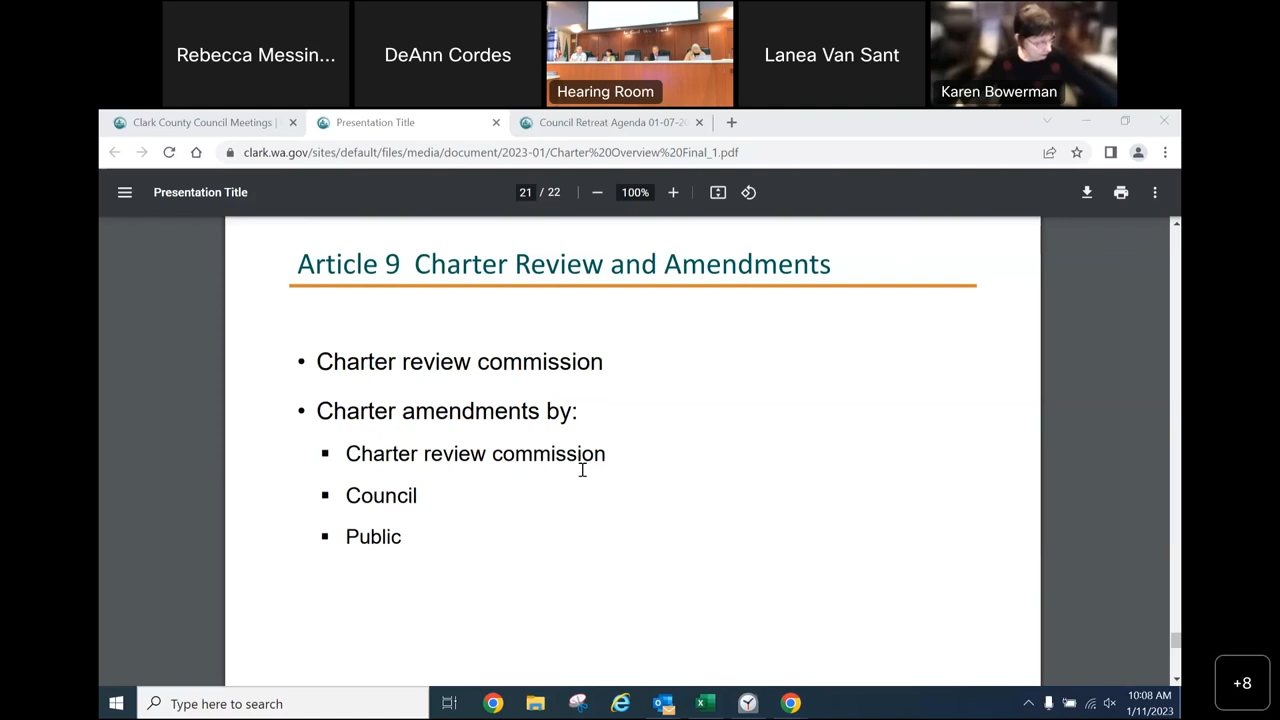 Rebecca Messin...
DeAnn Cordes
Hearing Room
Lanea Van Sant
Karen Bowerman
Clark County Council Meetings |
Presentation Title
Council Retreat Agenda 01-07-2
clark.wa.gov/sites/default/files/media/document/2023-01/Charter%20Overview%20Final_1.pdf
Presentation Title
21 / 22
100%
Article 9 Charter Review and Amendments
• Charter review commission
• Charter amendments by:
▪ Charter review commission
▪ Council
▪ Public
+8
Type here to search
10:08 AM
1/11/2023